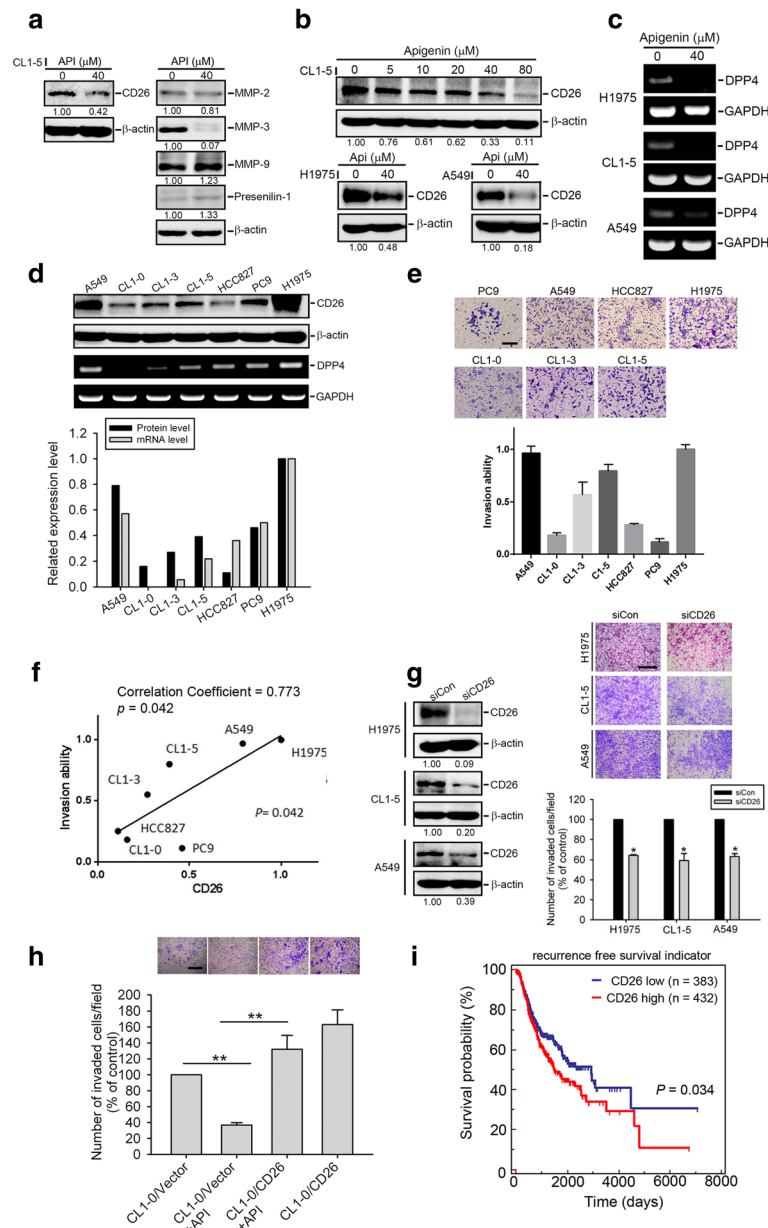 a
API (μM)
CL1-5
0 40
CD26
1.00 0.42
β-actin
API (μM)
0 40
MMP-2
1.00 0.81
MMP-3
1.00 0.07
MMP-9
1.00 1.23
Presenilin-1
1.00 1.33
β-actin
b
Apigenin (μM)
CL1-5
0 5 10 20 40 80
CD26
β-actin
1.00 0.76 0.61 0.62 0.33 0.11
Api (μM)
H1975
0 40
CD26
β-actin
1.00 0.48
Api (μM)
A549
0 40
CD26
β-actin
1.00 0.18
c
Apigenin (μM)
0 40
H1975
DPP4
GAPDH
CL1-5
DPP4
GAPDH
A549
DPP4
GAPDH
d
A549 CL1-0 CL1-3 CL1-5 HCC827 PC9 H1975
CD26
β-actin
DPP4
GAPDH
Protein level
mRNA level
Related expression level
1.2
1.0
0.8
0.6
0.4
0.2
0.0
A549 CL1-0 CL1-3 CL1-5 HCC827 PC9 H1975
e
PC9 A549 HCC827 H1975
CL1-0 CL1-3 CL1-5
Invasion ability
1.0
0.5
0.0
A549 CL1-0 CL1-3 C1-5 HCC827 PC9 H1975
f
Correlation Coefficient = 0.773
p = 0.042
Invasion ability
1.0
0.5
0.0
A549
CL1-5
H1975
CL1-3
HCC827
P= 0.042
CL1-0
PC9
0.0 0.5 1.0
CD26
g
siCon siCD26
H1975
CD26
β-actin
1.00 0.09
CL1-5
CD26
β-actin
1.00 0.20
A549
CD26
β-actin
1.00 0.39
siCon siCD26
H1975
CL1-5
A549
siCon
siCD26
Number of invaded cells/field
(% of control)
120
100
80
60
40
20
0
* * *
H1975 CL1-5 A549
h
Number of invaded cells/field
(% of control)
200
180
160
140
120
100
80
60
40
20
0
**
**
CL1-0/Vector
CL1-0/Vector
+API
CL1-0/CD26
+API
CL1-0/CD26
i
recurrence free survival indicator
CD26 low (n = 383)
CD26 high (n = 432)
P = 0.034
Survival probability (%)
100
80
60
40
20
0
0 2000 4000 6000 8000
Time (days)